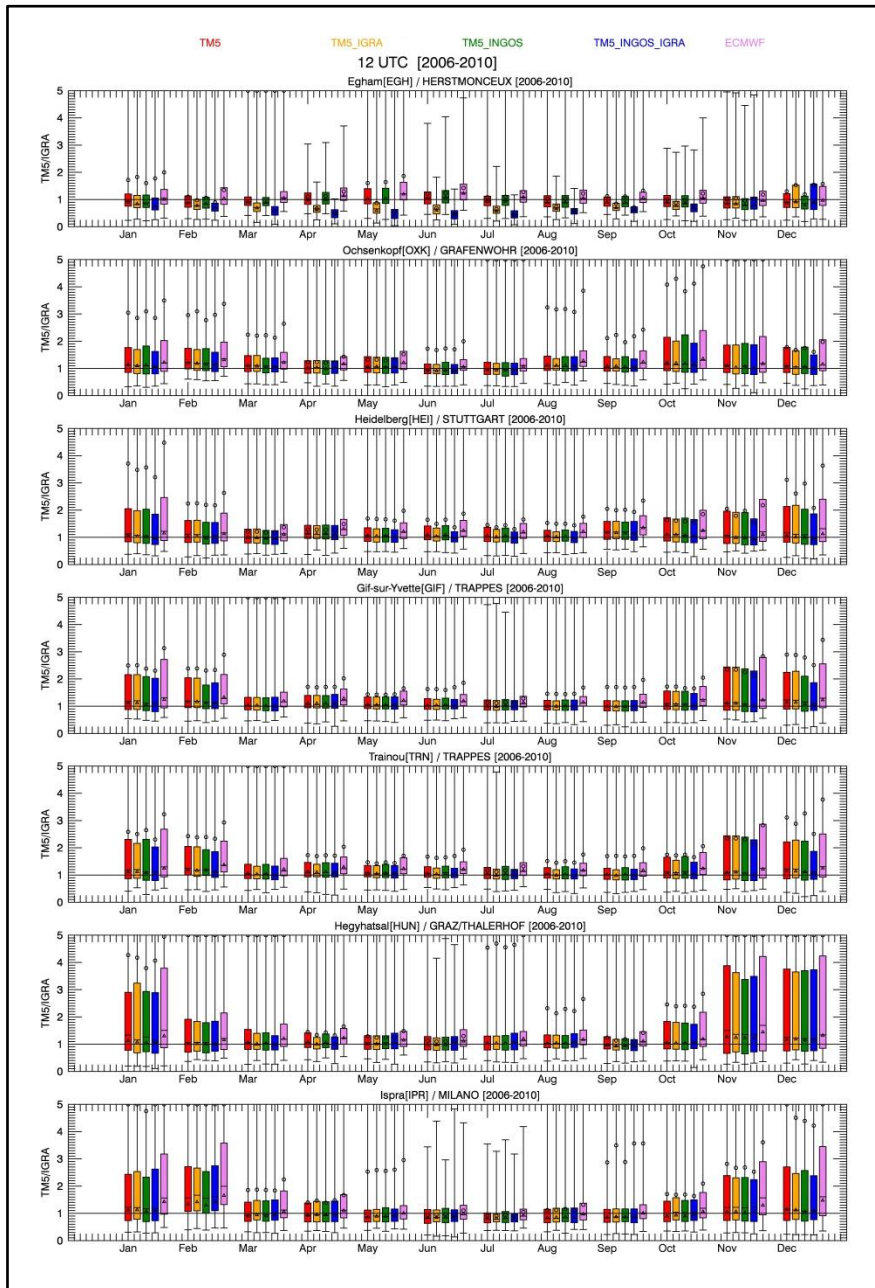 TM5 TM5_IGRA TM5_INGOS TM5_INGOS_IGRA ECMWF
12 UTC [2006-2010]
Egham[EGH] / HERSTMONCEUX [2006-2010]
5
4
3
2
1
0
TM5/IGRA
Jan Feb Mar Apr May Jun Jul Aug Sep Oct Nov Dec
Ochsenkopf[OXK] / GRAFENWOHR [2006-2010]
5
4
3
2
1
0
TM5/IGRA
Jan Feb Mar Apr May Jun Jul Aug Sep Oct Nov Dec
Heidelberg[HEI] / STUTTGART [2006-2010]
5
4
3
2
1
0
TM5/IGRA
Jan Feb Mar Apr May Jun Jul Aug Sep Oct Nov Dec
Gif-sur-Yvette[GIF] / TRAPPES [2006-2010]
5
4
3
2
1
0
TM5/IGRA
Jan Feb Mar Apr May Jun Jul Aug Sep Oct Nov Dec
Trainou[TRN] / TRAPPES [2006-2010]
5
4
3
2
1
0
TM5/IGRA
Jan Feb Mar Apr May Jun Jul Aug Sep Oct Nov Dec
Hegyhatsal[HUN] / GRAZ/THALERHOF [2006-2010]
5
4
3
2
1
0
TM5/IGRA
Jan Feb Mar Apr May Jun Jul Aug Sep Oct Nov Dec
Ispra[IPR] / MILANO [2006-2010]
5
4
3
2
1
0
TM5/IGRA
Jan Feb Mar Apr May Jun Jul Aug Sep Oct Nov Dec